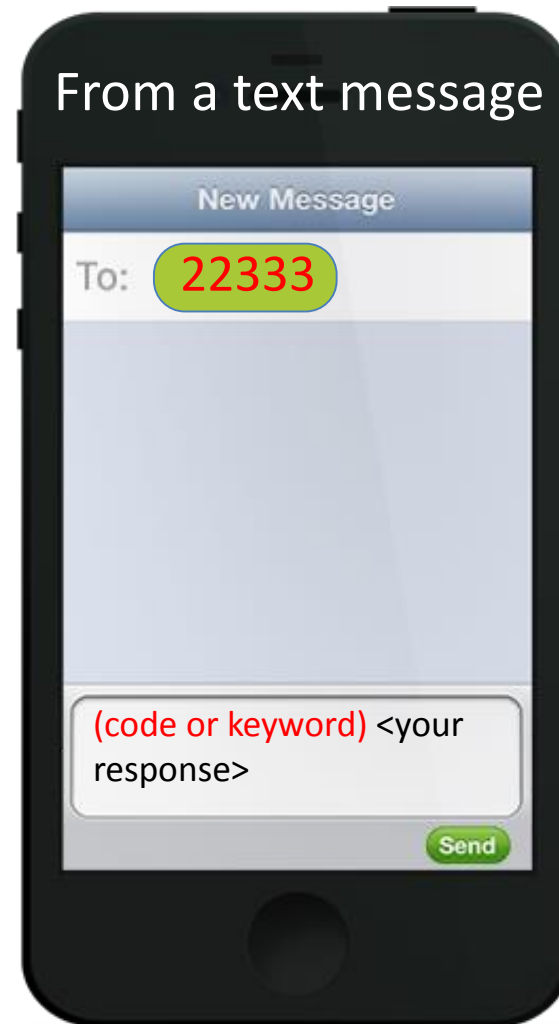 From a text message
New Message
To: 22333
(code or keyword) <your
response>
Send